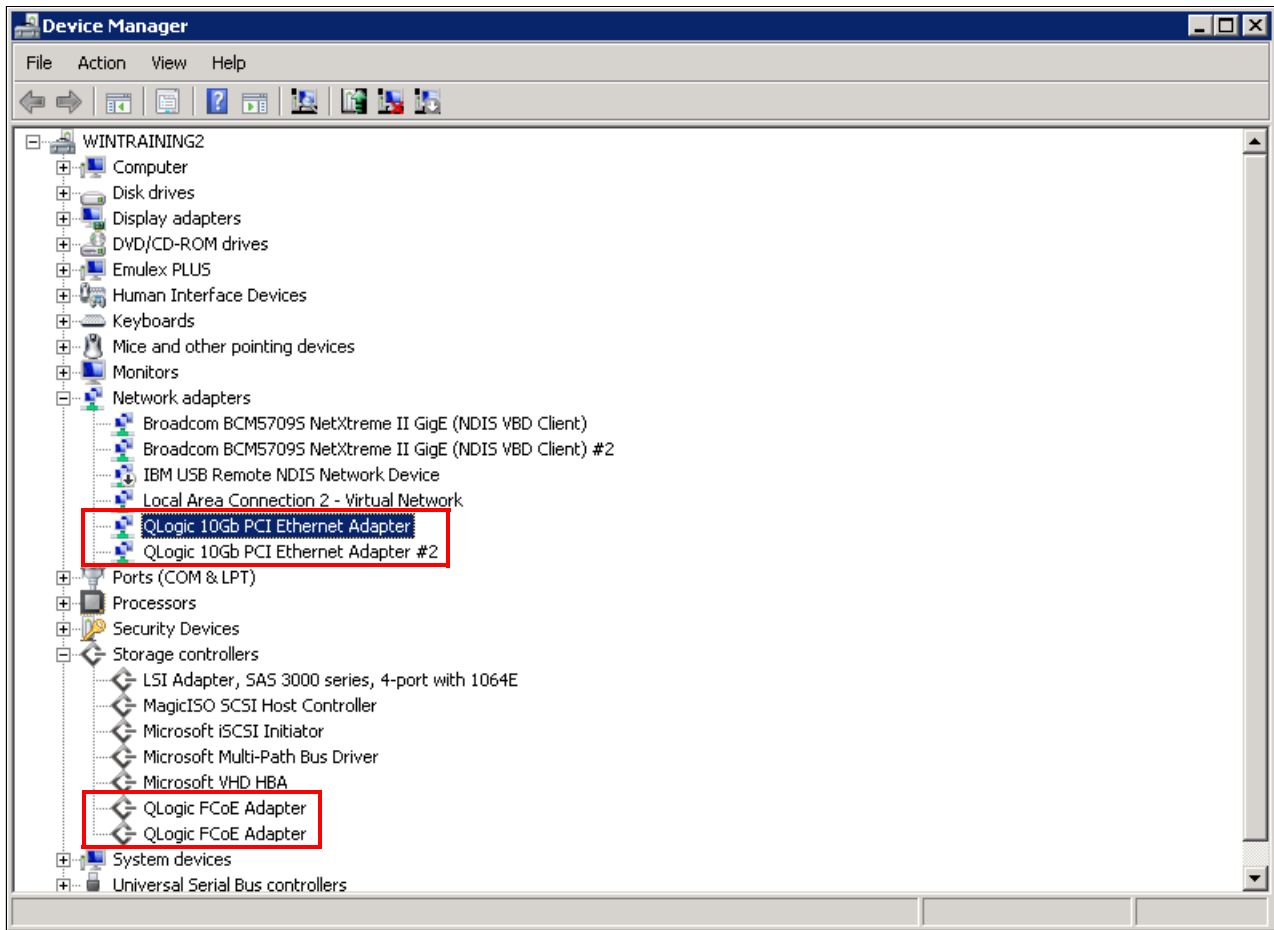 Device Manager
File Action View Help
WINTRAINING2
Computer
Disk drives
Display adapters
DVD/CD-ROM drives
Emulex PLUS
Human Interface Devices
Keyboards
Mice and other pointing devices
Monitors
Network adapters
Broadcom BCM5709S NetXtreme II GigE (NDIS VBD Client)
Broadcom BCM5709S NetXtreme II GigE (NDIS VBD Client) #2
IBM USB Remote NDIS Network Device
Local Area Connection 2 - Virtual Network
QLogic 10Gb PCI Ethernet Adapter
QLogic 10Gb PCI Ethernet Adapter #2
Ports (COM & LPT)
Processors
Security Devices
Storage controllers
LSI Adapter, SAS 3000 series, 4-port with 1064E
MagicISO SCSI Host Controller
Microsoft iSCSI Initiator
Microsoft Multi-Path Bus Driver
Microsoft VHD HBA
QLogic FCoE Adapter
QLogic FCoE Adapter
System devices
Universal Serial Bus controllers